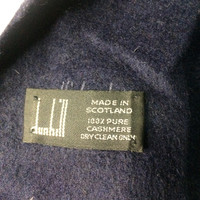 dunhill
MADE IN
SCOTLAND
100% PURE
CASHMERE
DRY CLEAN ONLY